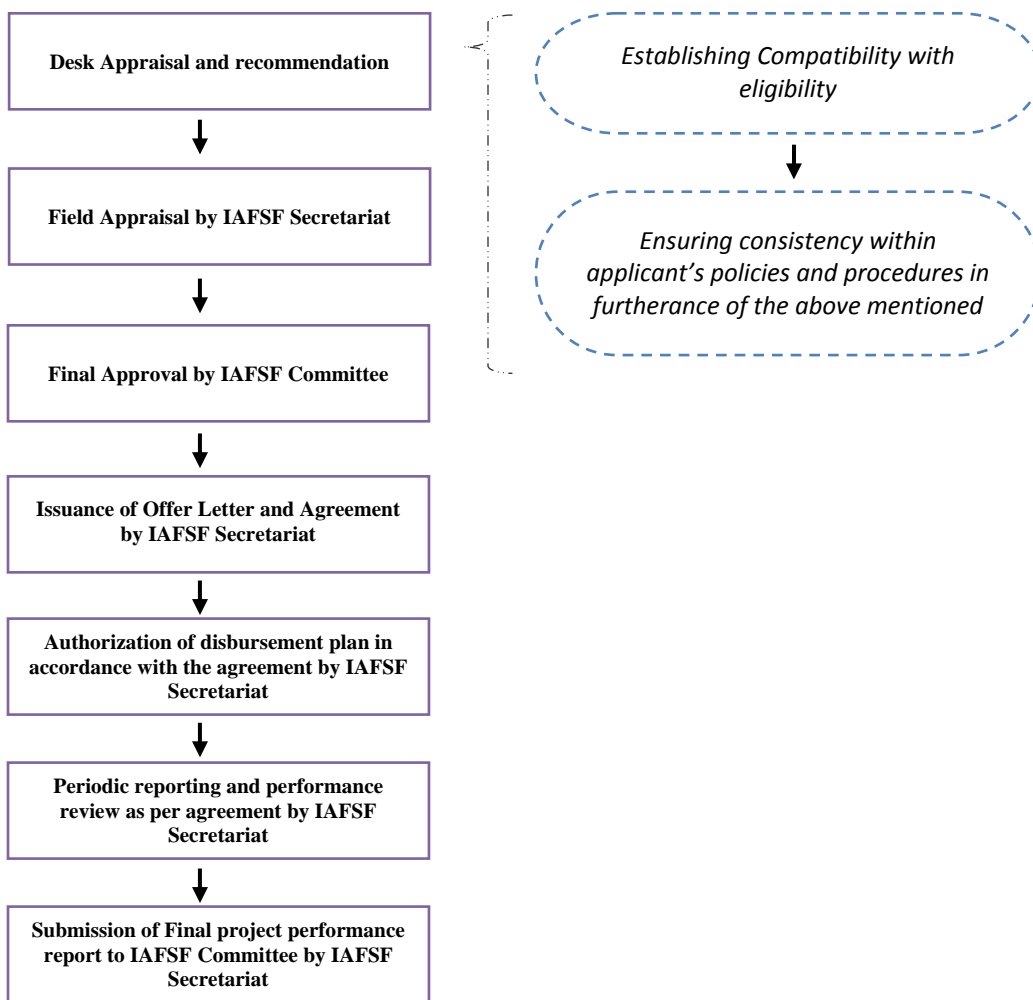 Desk Appraisal and recommendation
Establishing Compatibility with
eligibility
Field Appraisal by IAFSF Secretariat
Ensuring consistency within
applicant’s policies and procedures in
furtherance of the above mentioned
Final Approval by IAFSF Committee
Issuance of Offer Letter and Agreement
by IAFSF Secretariat
Authorization of disbursement plan in
accordance with the agreement by IAFSF
Secretariat
Periodic reporting and performance
review as per agreement by IAFSF
Secretariat
Submission of Final project performance
report to IAFSF Committee by IAFSF
Secretariat